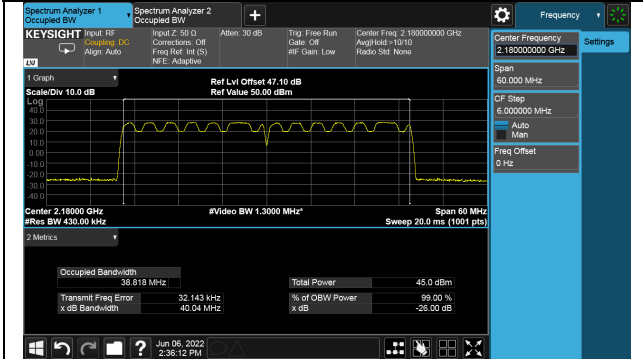 Spectrum Analyzer 1
Occupied BW
Spectrum Analyzer 2
Occupied BW
Frequency
KEYSIGHT
Input: RF
Coupling: DC
Align: Auto
Input Z: 50 Ω
Corrections: Off
Freq Ref: Int (S)
NFE: Adaptive
Atten: 30 dB
Trig: Free Run
Gate: Off
#IF Gain: Low
Center Freq: 2.180000000 GHz
Avg|Hold:>10/10
Radio Std: None
LXI
Center Frequency
2.180000000 GHz
Settings
Span
60.000 MHz
CF Step
6.000000 MHz
Auto
Man
Freq Offset
0 Hz
1 Graph
Scale/Div 10.0 dB
Ref Lvl Offset 47.10 dB
Ref Value 50.00 dBm
Log
40.0
30.0
20.0
10.0
0.00
-10.0
-20.0
-30.0
-40.0
Center 2.18000 GHz
#Video BW 1.3000 MHz*
Span 60 MHz
#Res BW 430.00 kHz
Sweep 20.0 ms (1001 pts)
2 Metrics
Occupied Bandwidth
38.818 MHz
Total Power
45.0 dBm
Transmit Freq Error
32.143 kHz
% of OBW Power
99.00 %
x dB Bandwidth
40.04 MHz
x dB
-26.00 dB
Jun 06, 2022
2:36:12 PM